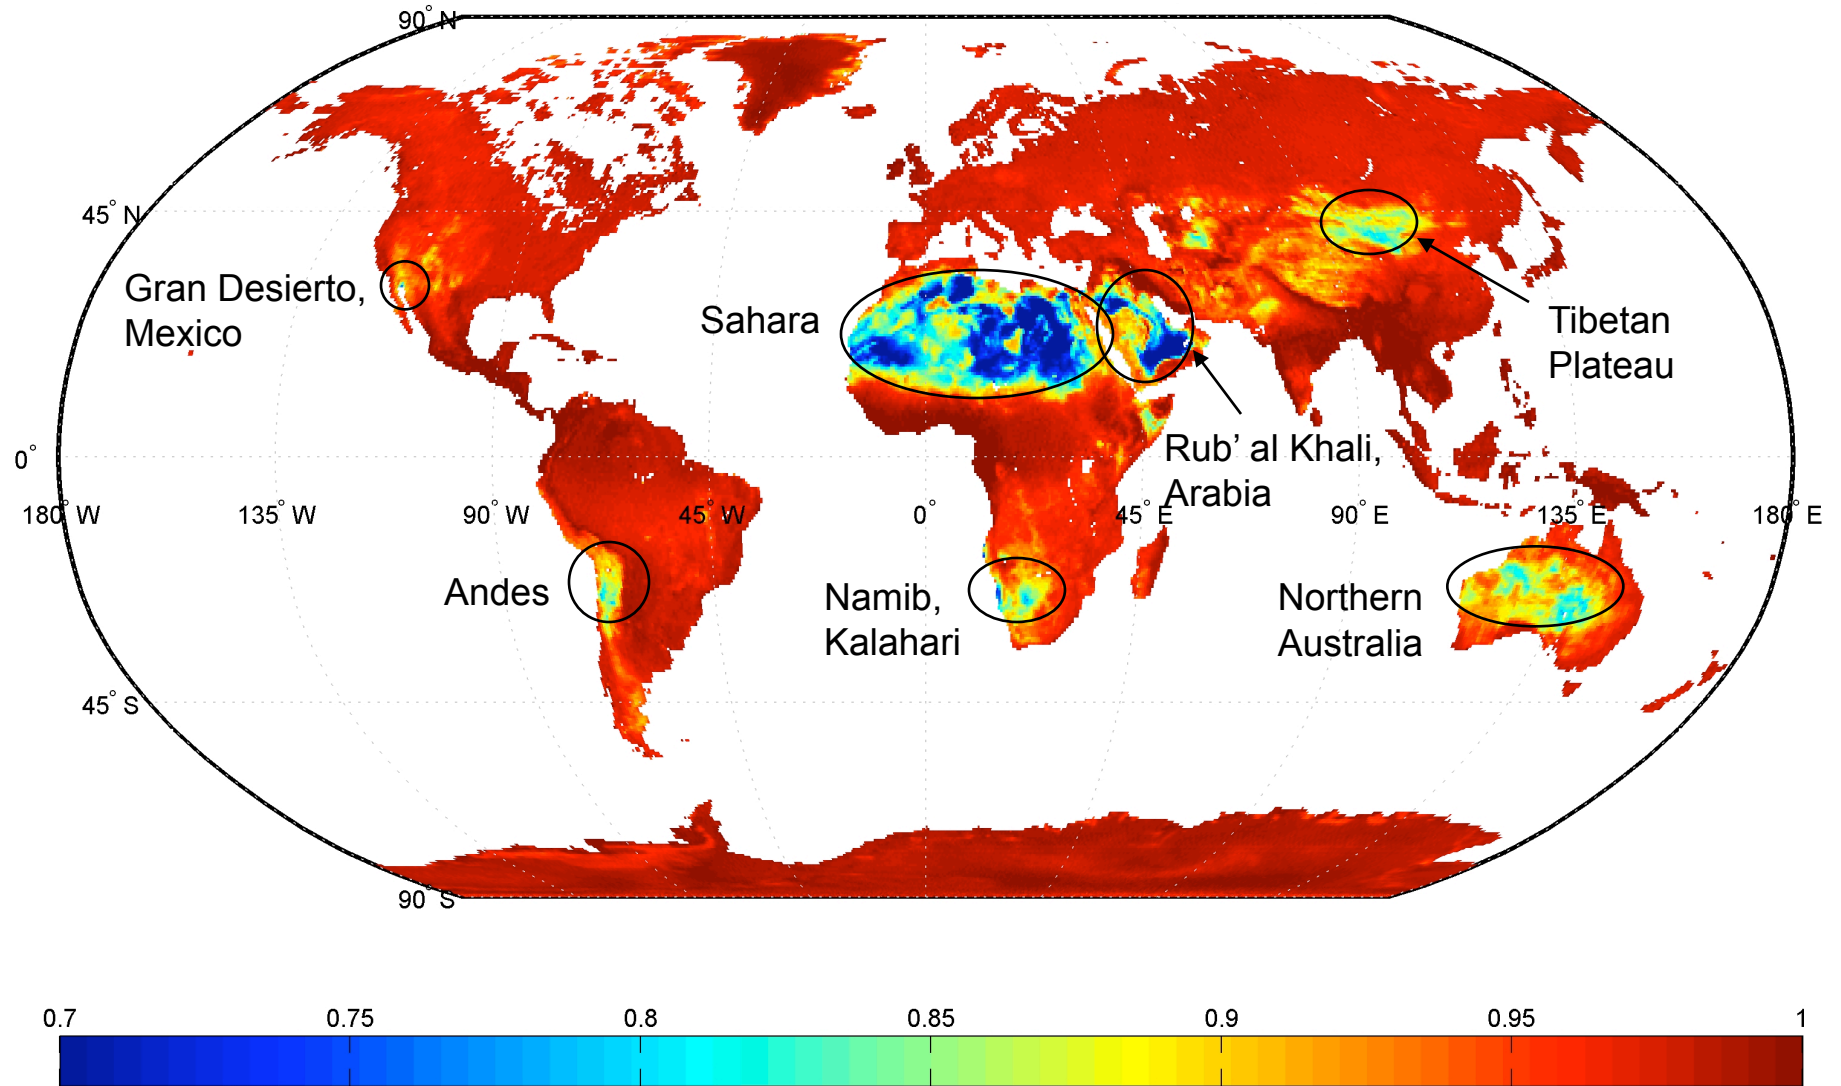 90° N
45° N
Gran Desierto,
Mexico
Sahara
Tibetan
Plateau
Rub’ al Khali,
Arabia
0°
180° W
135° W
90° W
45° W
0°
45° E
90° E
135° E
180° E
Andes
Namib,
Kalahari
Northern
Australia
45° S
90° S
0.7
0.75
0.8
0.85
0.9
0.95
1